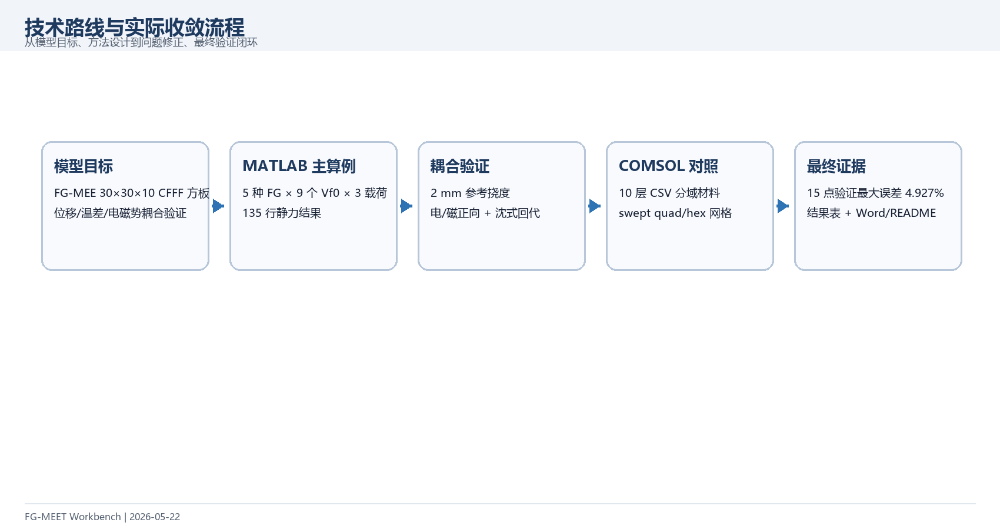 技术路线与实际收敛流程
从模型目标、方法设计到问题修正、最终验证闭环
模型目标
FG-MEE 30×30×10 CFFF 方板
位移/温差/电磁势耦合验证
MATLAB 主算例
5 种 FG × 9 个 Vf0 × 3 载荷
135 行静力结果
耦合验证
2 mm 参考挠度
电/磁正向 + 沈式回代
COMSOL 对照
10 层 CSV 分域材料
swept quad/hex 网格
最终证据
15 点验证最大误差 4.927%
结果表 + Word/README
FG-MEET Workbench | 2026-05-22